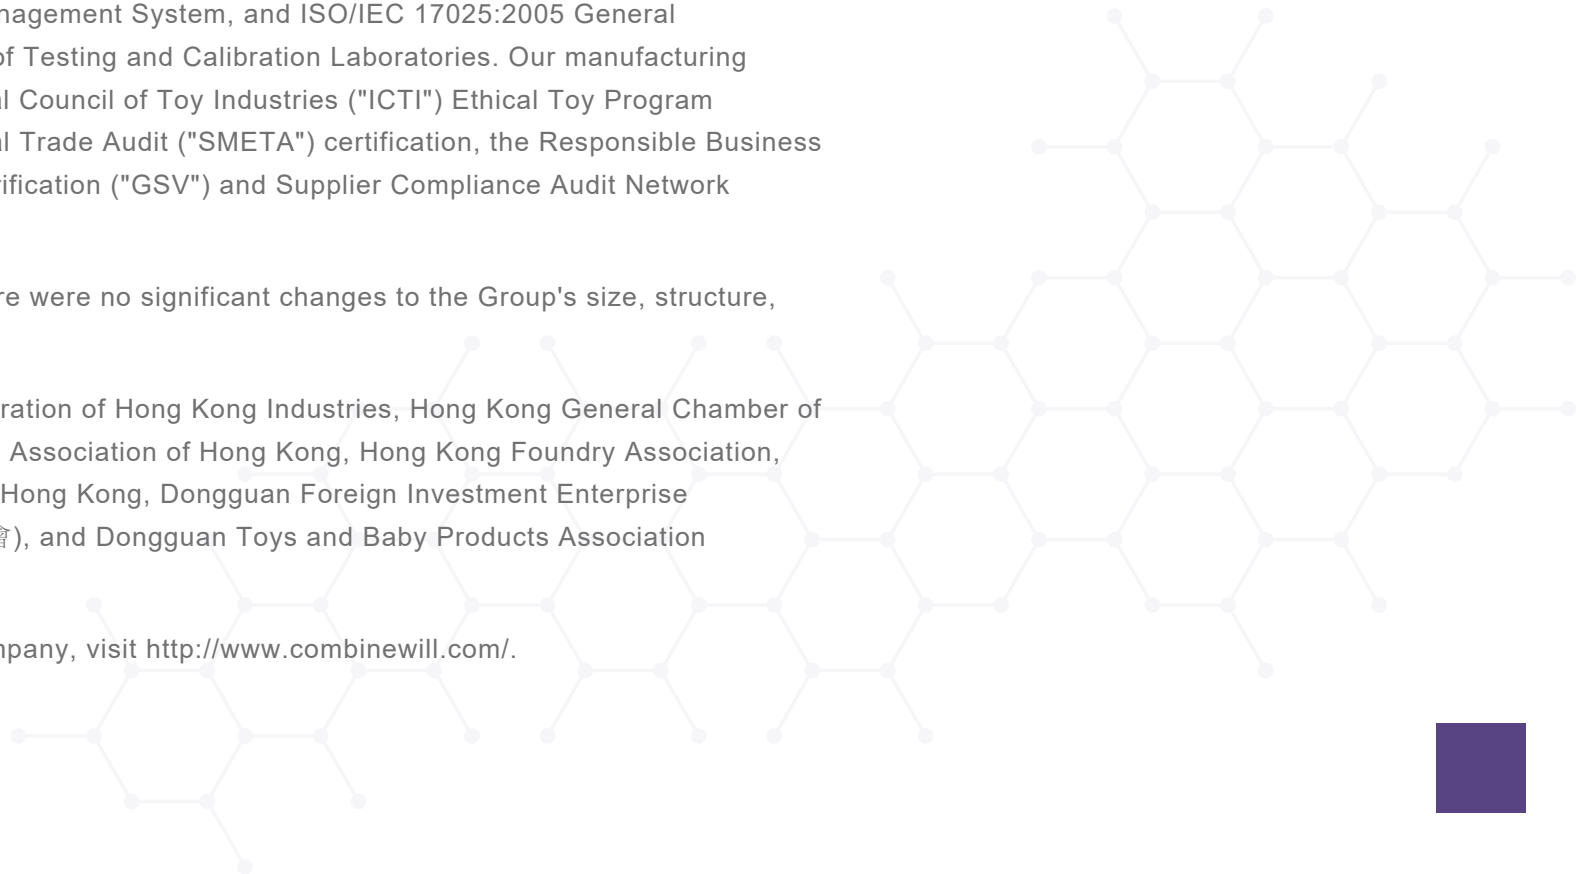 nagement System, and ISO/IEC 17025:2005 General
of Testing and Calibration Laboratories. Our manufacturing
al Council of Toy Industries ("ICTI") Ethical Toy Program
al Trade Audit ("SMETA") certification, the Responsible Business
ification ("GSV") and Supplier Compliance Audit Network
re were no significant changes to the Group's size, structure,
ration of Hong Kong Industries, Hong Kong General Chamber of
Association of Hong Kong, Hong Kong Foundry Association,
Hong Kong, Dongguan Foreign Investment Enterprise
會), and Dongguan Toys and Baby Products Association
mpany, visit http://www.combinewill.com/.